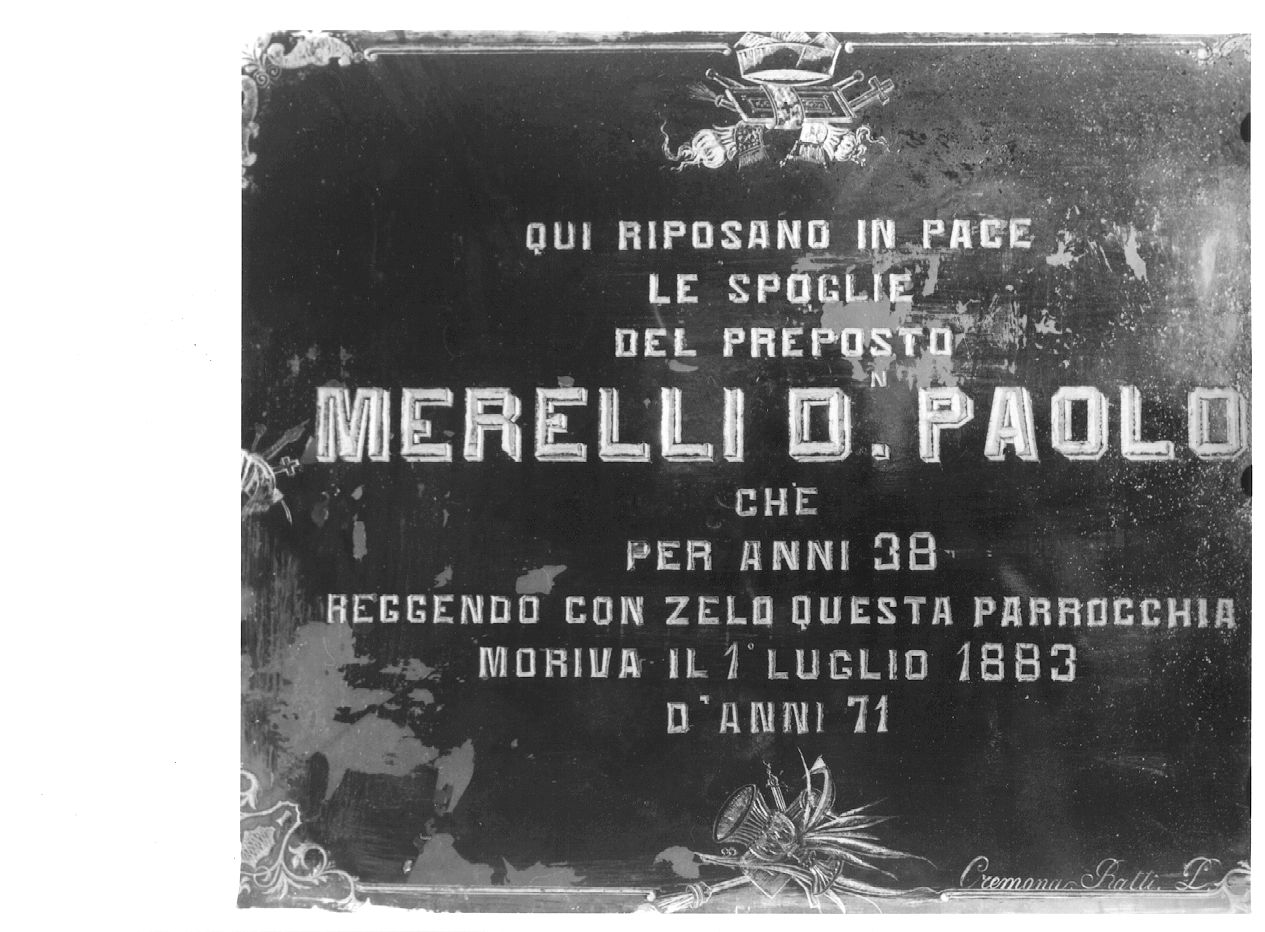 QUI RIPOSANO IN PACE
LE SPOGLIE
DEL PREPOSTO
MERELLI D.N PAOLO
CHE
PER ANNI 38
REGGENDO CON ZELO QUESTA PARROCCHIA
MORIVA IL 1° LUGLIO 1883
D'ANNI 71
Cremona Ratti P.